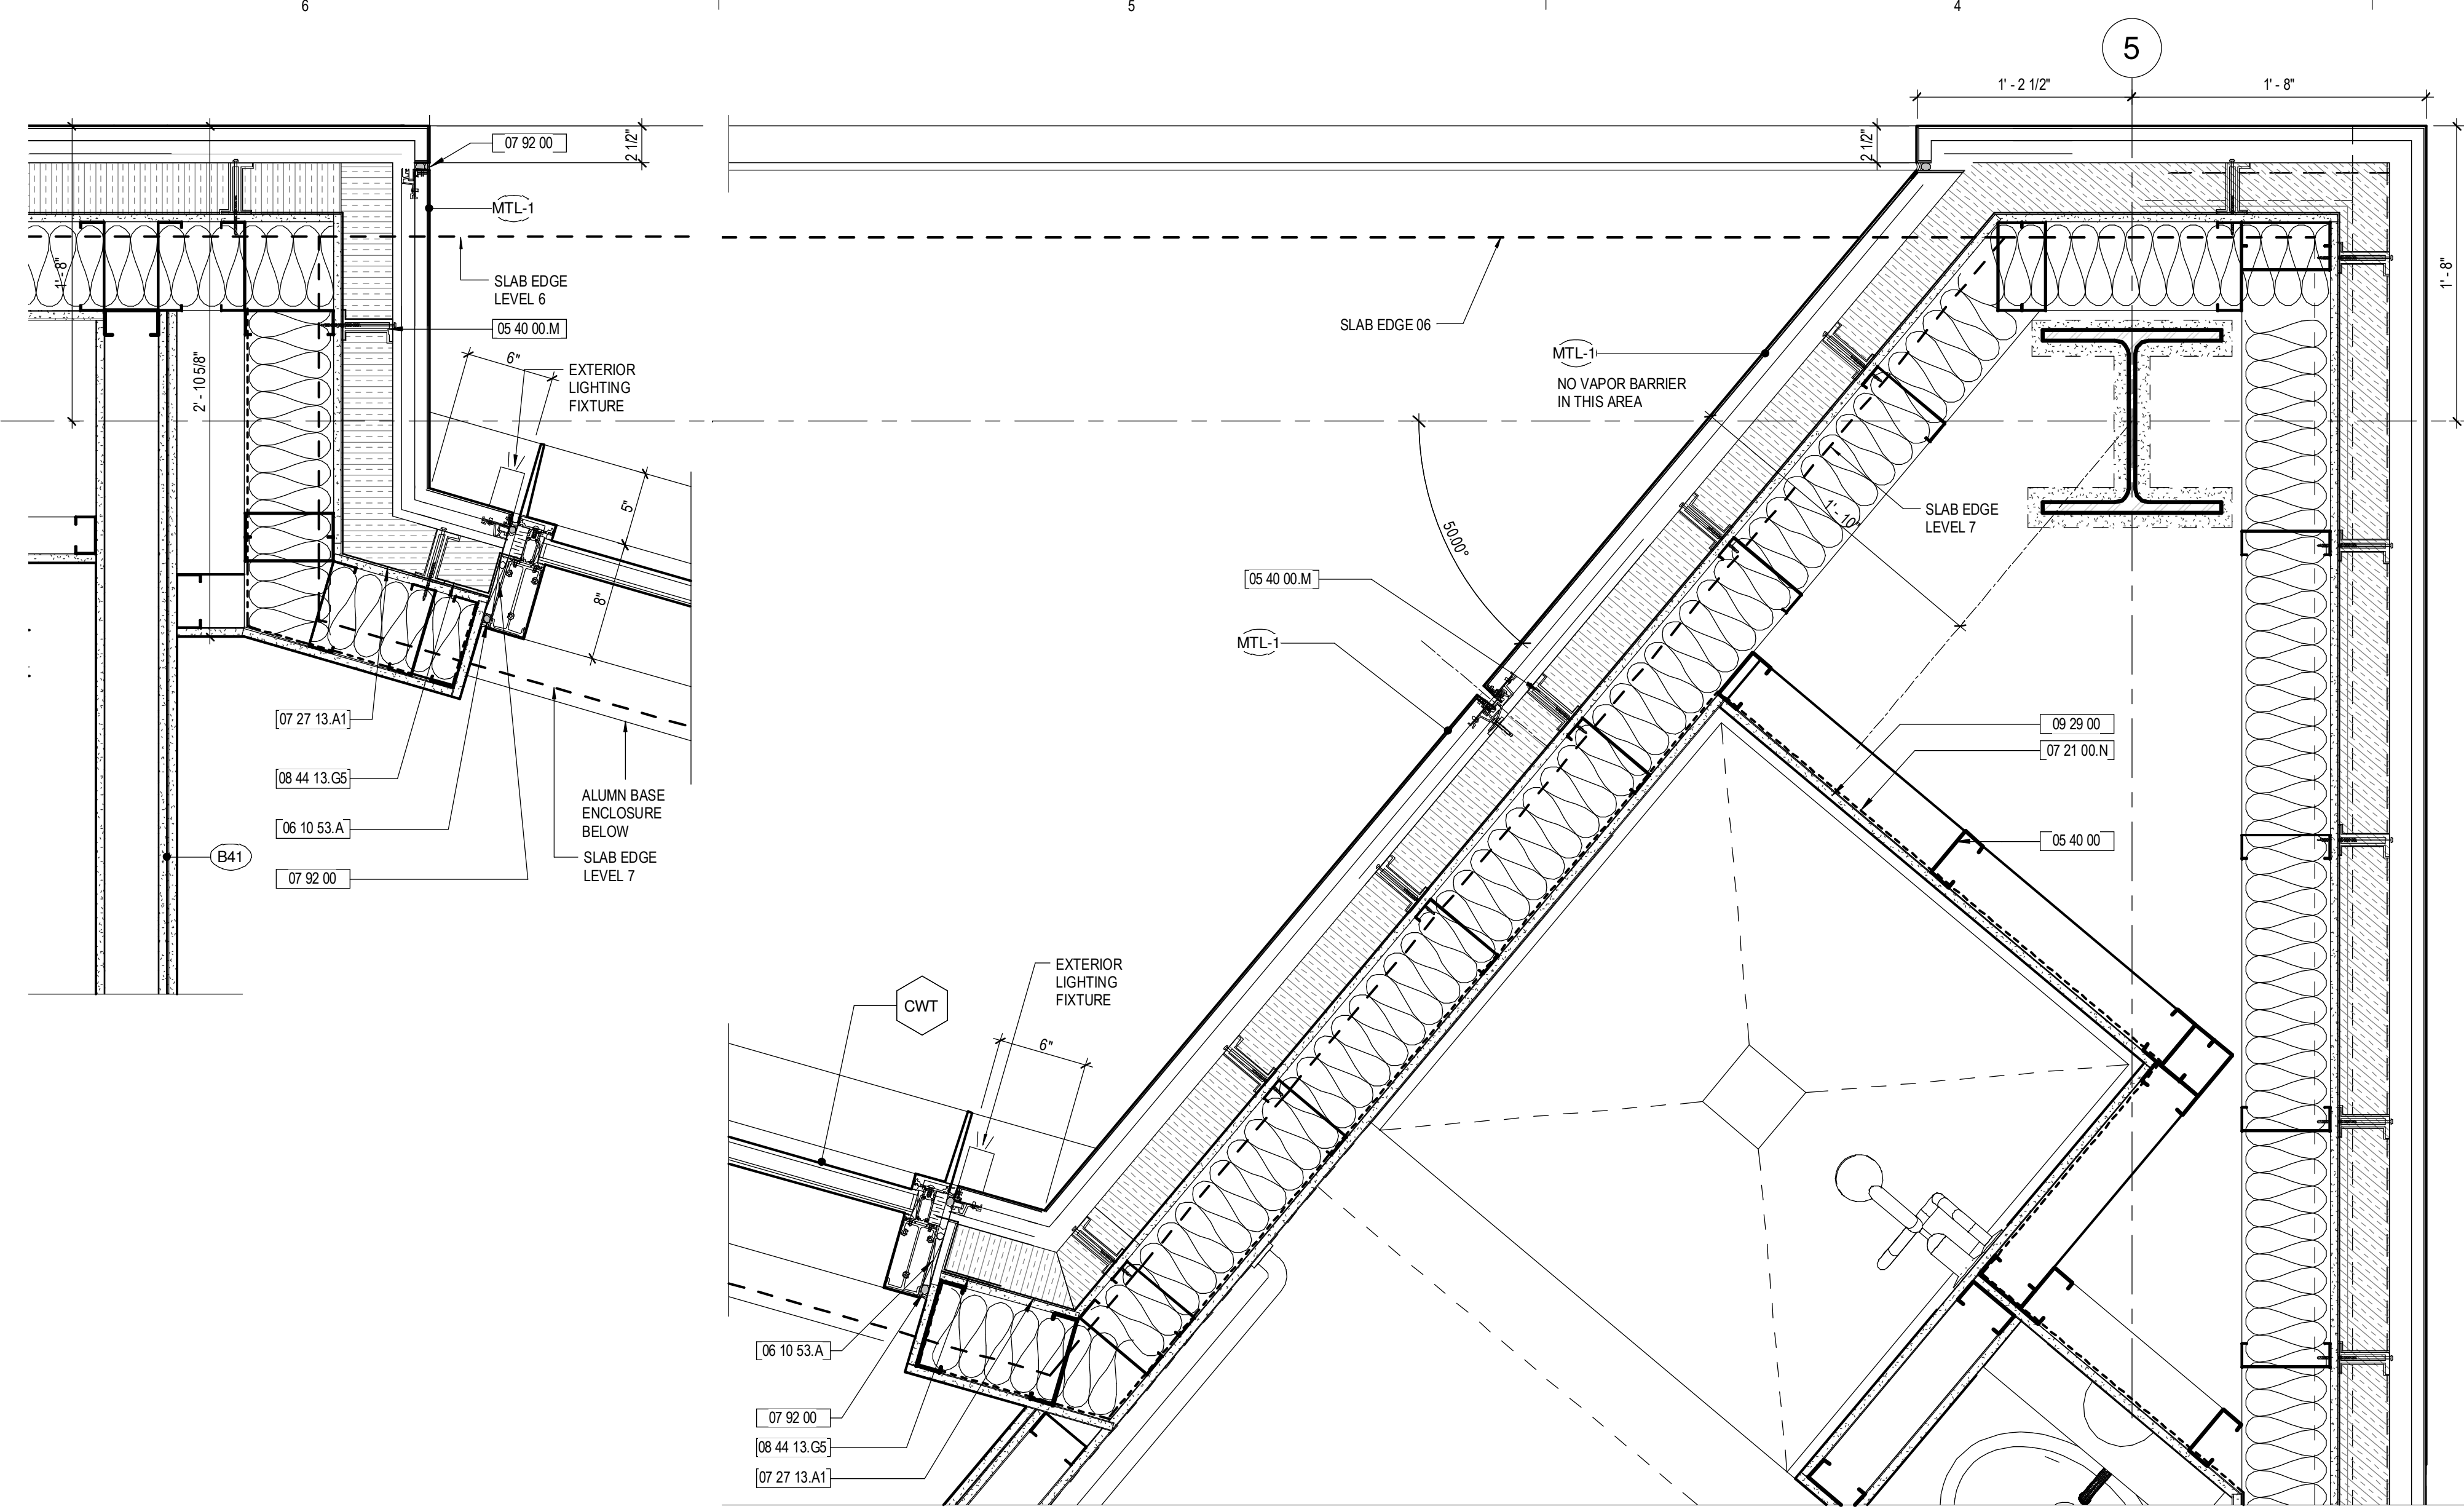 6
5
4
5
1' - 2 1/2"
1' - 8"
07 92 00
2 1/2"
2 1/2"
MTL-1
1'-8"
SLAB EDGE
LEVEL 6
05 40 00.M
2' - 10 5/8"
6"
EXTERIOR
LIGHTING
FIXTURE
5"
8"
07 27 13.A1
08 44 13.G5
06 10 53.A
07 92 00
B41
ALUMN BASE
ENCLOSURE
BELOW
SLAB EDGE
LEVEL 7
SLAB EDGE 06
MTL-1
NO VAPOR BARRIER
IN THIS AREA
1' - 8"
50.00°
1' - 10"
SLAB EDGE
LEVEL 7
05 40 00.M
MTL-1
09 29 00
07 21 00.N
05 40 00
EXTERIOR
LIGHTING
FIXTURE
CWT
6"
06 10 53.A
07 92 00
08 44 13.G5
07 27 13.A1